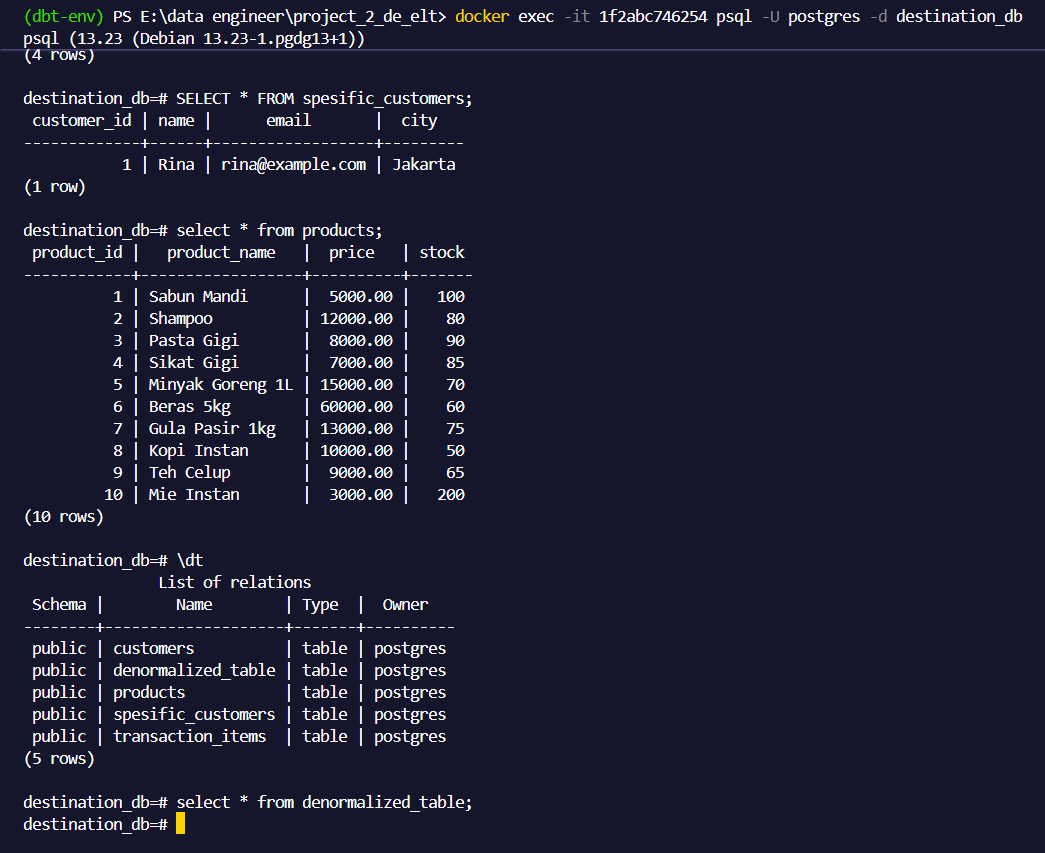 (dbt-env) PS E:\data engineer\project_2_de_elt> docker exec -it 1f2abc746254 psql -U postgres -d destination_db
psql (13.23 (Debian 13.23-1.pgdg13+1))
(4 rows)
destination_db=# SELECT * FROM spesific_customers;
 customer_id | name |      email       |  city
-------------+------+------------------+---------
           1 | Rina | rina@example.com | Jakarta
(1 row)
destination_db=# select * from products;
 product_id |   product_name   |  price   | stock
------------+------------------+----------+-------
          1 | Sabun Mandi      |  5000.00 |   100
          2 | Shampoo          | 12000.00 |    80
          3 | Pasta Gigi       |  8000.00 |    90
          4 | Sikat Gigi       |  7000.00 |    85
          5 | Minyak Goreng 1L | 15000.00 |    70
          6 | Beras 5kg        | 60000.00 |    60
          7 | Gula Pasir 1kg   | 13000.00 |    75
          8 | Kopi Instan      | 10000.00 |    50
          9 | Teh Celup        |  9000.00 |    65
         10 | Mie Instan       |  3000.00 |   200
(10 rows)
destination_db=# \dt
               List of relations
 Schema |        Name        | Type  |  Owner
--------+--------------------+-------+----------
 public | customers          | table | postgres
 public | denormalized_table | table | postgres
 public | products           | table | postgres
 public | spesific_customers | table | postgres
 public | transaction_items  | table | postgres
(5 rows)
destination_db=# select * from denormalized_table;
destination_db=#